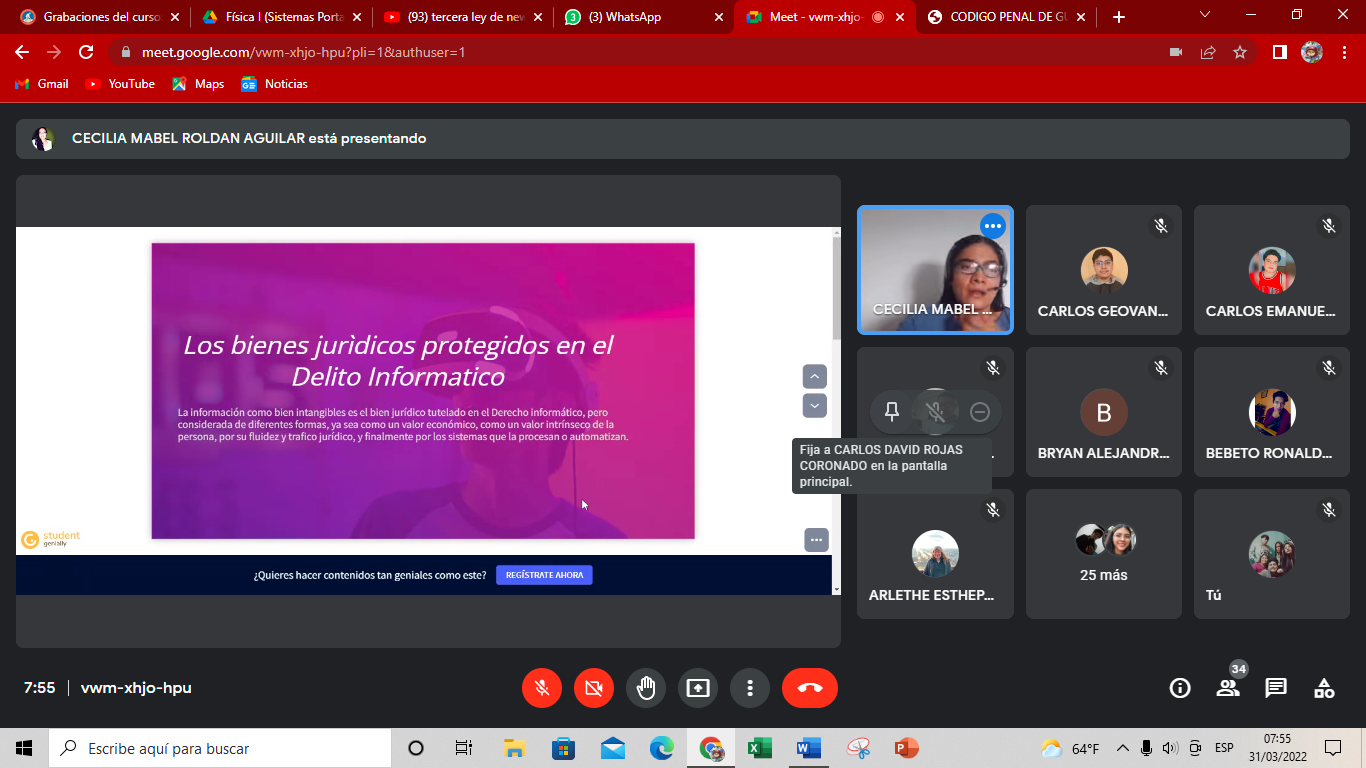 Grabaciones del curso
Física I (Sistemas Porta
(93) tercera ley de new
(3) WhatsApp
Meet - vwm-xhjo-
CODIGO PENAL DE GU
meet.google.com/vwm-xhjo-hpu?pli=1&authuser=1
Gmail
YouTube
Maps
Noticias
CECILIA MABEL ROLDAN AGUILAR está presentando
Los bienes jurìdicos protegidos en el
Delito Informatico
La información como bien intangibles es el bien jurídico tutelado en el Derecho informático, pero
considerada de diferentes formas, ya sea como un valor económico, como un valor intrínseco de la
persona, por su fluidez y trafico jurídico, y finalmente por los sistemas que la procesan o automatizan.
student
genially
¿Quieres hacer contenidos tan geniales como este?
REGÍSTRATE AHORA
CECILIA MABEL ...
CARLOS GEOVAN...
CARLOS EMANUE...
Fija a CARLOS DAVID ROJAS
CORONADO en la pantalla
principal.
B
BRYAN ALEJANDR...
BEBETO RONALD...
ARLETHE ESTHEP...
25 más
Tú
7:55
vwm-xhjo-hpu
34
Escribe aquí para buscar
64°F
ESP
07:55
31/03/2022